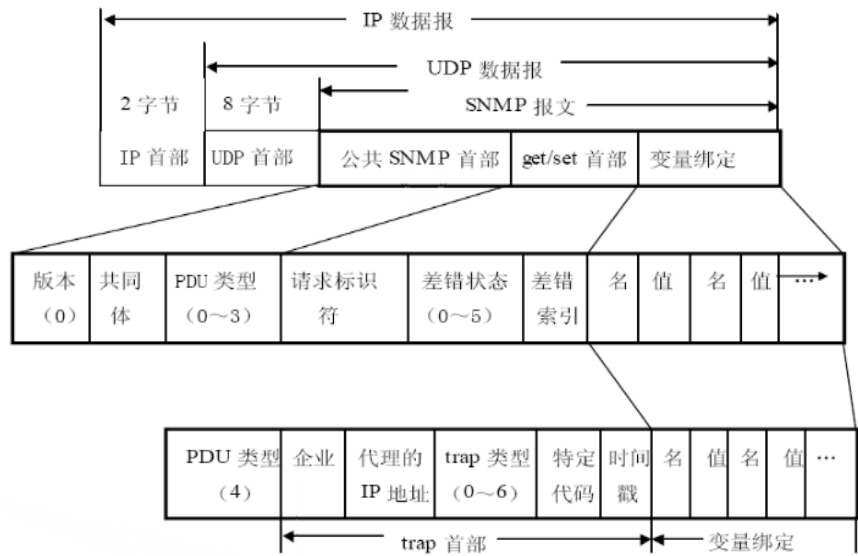 IP 数据报
UDP 数据报
2 字节
8 字节
SNMP 报文
IP 首部
UDP 首部
公共 SNMP 首部
get/set 首部
变量绑定
版本
（0）
共同
体
PDU 类型
（0～3）
请求标识
符
差错状态
（0～5）
差错
索引
名
值
名
值
…
PDU 类型
（4）
企业
代理的
IP 地址
trap 类型
（0～6）
特定
代码
时间
戳
名
值
名
值
…
trap 首部
变量绑定